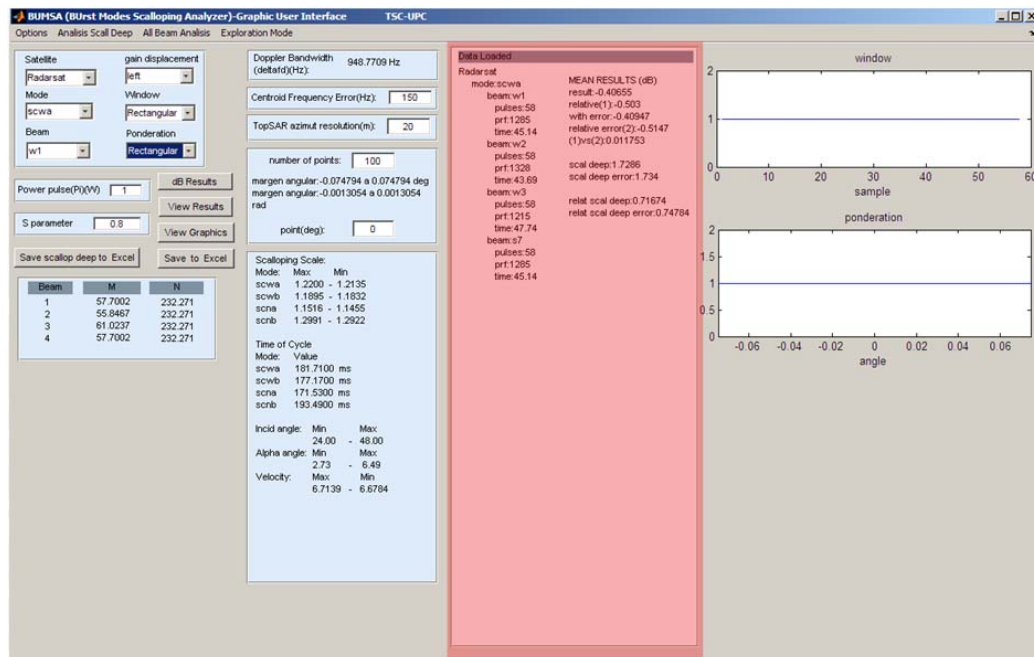 BUMSA (BUrst Modes Scalloping Analyzer)-Graphic User Interface TSC-UPC
Options Analisis Scall Deep All Beam Analisis Exploration Mode
Satellite
Radarsat
Mode
scwa
Beam
w1
gain displacement
left
Window
Rectangular
Ponderation
Rectangular
Power pulse(Pi)(W) 1
S parameter 0.8
dB Results
View Results
View Graphics
Save scallop deep to Excel
Save to Excel
Beam M N
1 57.7002 232.271
2 55.8467 232.271
3 61.0237 232.271
4 57.7002 232.271
Doppler Bandwidth
(deltafd)(Hz): 948.7709 Hz
Centroid Frequency Error(Hz): 150
TopSAR azimut resolution(m): 20
number of points: 100
margen angular:-0.074794 a 0.074794 deg
margen angular:-0.0013054 a 0.0013054
rad
point(deg): 0
Scalloping Scale:
Mode: Max Min
scwa 1.2200 - 1.2135
scwb 1.1895 - 1.1832
scna 1.1516 - 1.1455
scnb 1.2991 - 1.2922
Time of Cycle
Mode: Value
scwa 181.7100 ms
scwb 177.1700 ms
scna 171.5300 ms
scnb 193.4900 ms
Incid angle: Min Max
24.00 - 48.00
Alpha angle: Min Max
2.73 - 6.49
Velocity: Max Min
6.7139 - 6.6784
Data Loaded
Radarsat
mode:scwa
beam:w1
pulses:58
prf:1285
time:45.14
beam:w2
pulses:58
prf:1328
time:43.69
beam:w3
pulses:58
prf:1215
time:47.74
beam:s7
pulses:58
prf:1285
time:45.14
MEAN RESULTS (dB)
result:-0.40655
relative(1):-0.503
with error:-0.40947
relative error(2):-0.5147
(1)vs(2):0.011753
scal deep:1.7286
scal deep error:1.734
relat scal deep:0.71674
relat scal deep error:0.74784
window
2
1
0
0 10 20 30 40 50 60
sample
ponderation
2
1.5
1
0.5
0
-0.06 -0.04 -0.02 0 0.02 0.04 0.06
angle